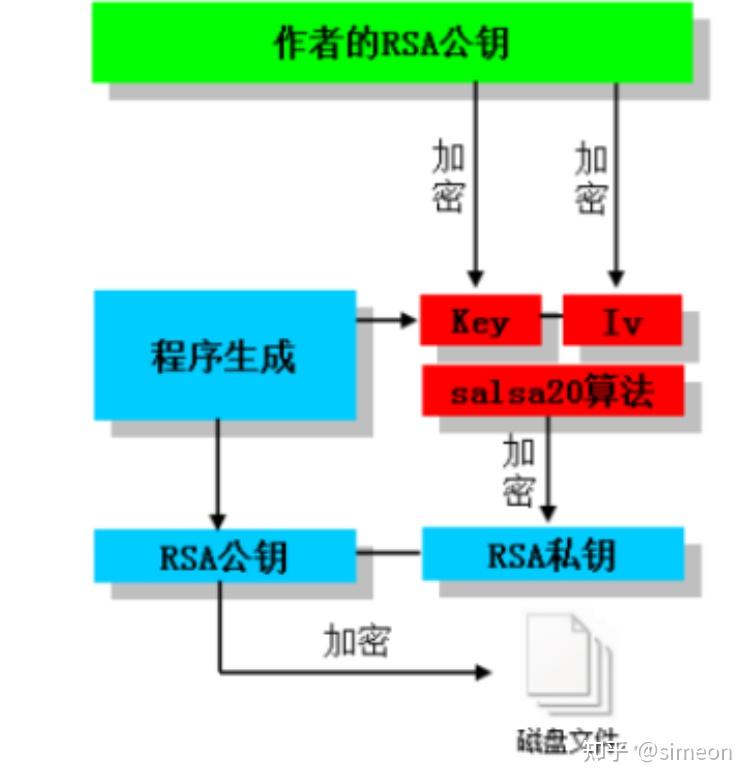 作者的RSA公钥
加密
加密
程序生成
Key
Iv
salsa20算法
加密
RSA公钥
RSA私钥
加密
磁盘文件
知乎 @simeon